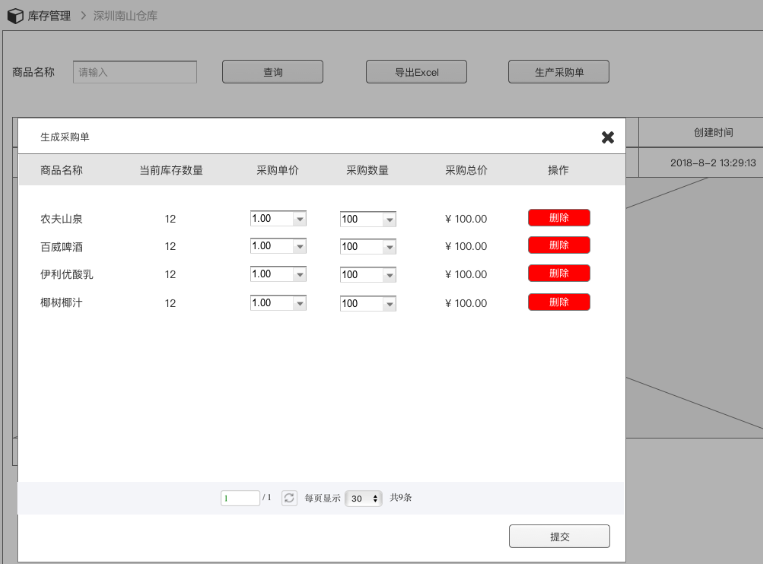 库存管理 > 深圳南山仓库
商品名称 请输入 查询 导出Excel 生产采购单
生成采购单
创建时间
商品名称 当前库存数量 采购单价 采购数量 采购总价 操作
2018-8-2 13:29:13
农夫山泉 12 1.00 100 ¥ 100.00 删除
百威啤酒 12 1.00 100 ¥ 100.00 删除
伊利优酸乳 12 1.00 100 ¥ 100.00 删除
椰树椰汁 12 1.00 100 ¥ 100.00 删除
1 / 1 每页显示 30 共9条
提交